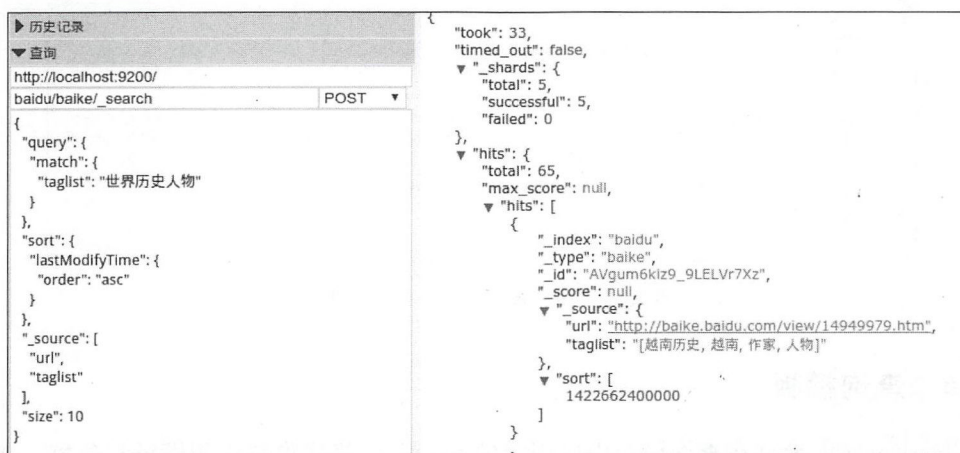 历史记录
查询
http://localhost:9200/
baidu/baike/_search POST
{
"query": {
"match": {
"taglist": "世界历史人物"
}
},
"sort": {
"lastModifyTime": {
"order": "asc"
}
},
"_source": [
"url",
"taglist"
],
"size": 10
}
{
"took": 33,
"timed_out": false,
"_shards": {
"total": 5,
"successful": 5,
"failed": 0
},
"hits": {
"total": 65,
"max_score": null,
"hits": [
{
"_index": "baidu",
"_type": "baike",
"_id": "AVgum6kiz9_9LELVr7Xz",
"_score": null,
"_source": {
"url": "http://baike.baidu.com/view/14949979.htm",
"taglist": "[越南历史, 越南, 作家, 人物]"
},
"sort": [
1422662400000
]
}